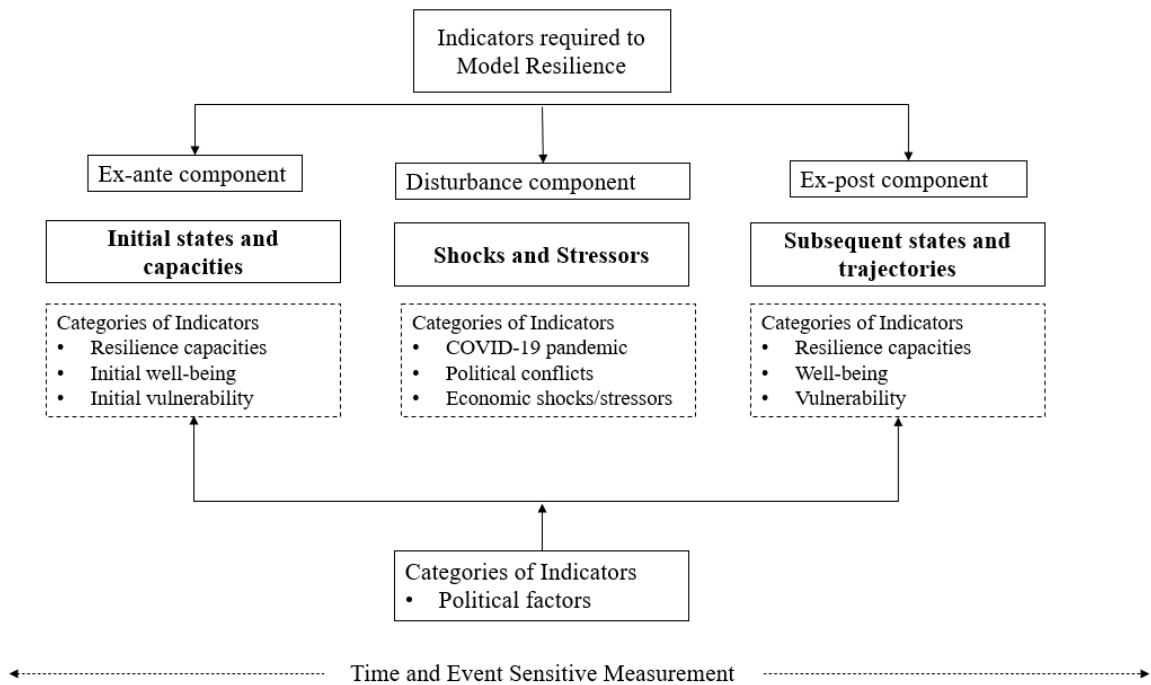 Indicators required to
Model Resilience
Ex-ante component
Disturbance component
Ex-post component
Initial states and
capacities
Shocks and Stressors
Subsequent states and
trajectories
Categories of Indicators
• Resilience capacities
• Initial well-being
• Initial vulnerability
Categories of Indicators
• COVID-19 pandemic
• Political conflicts
• Economic shocks/stressors
Categories of Indicators
• Resilience capacities
• Well-being
• Vulnerability
Categories of Indicators
• Political factors
Time and Event Sensitive Measurement